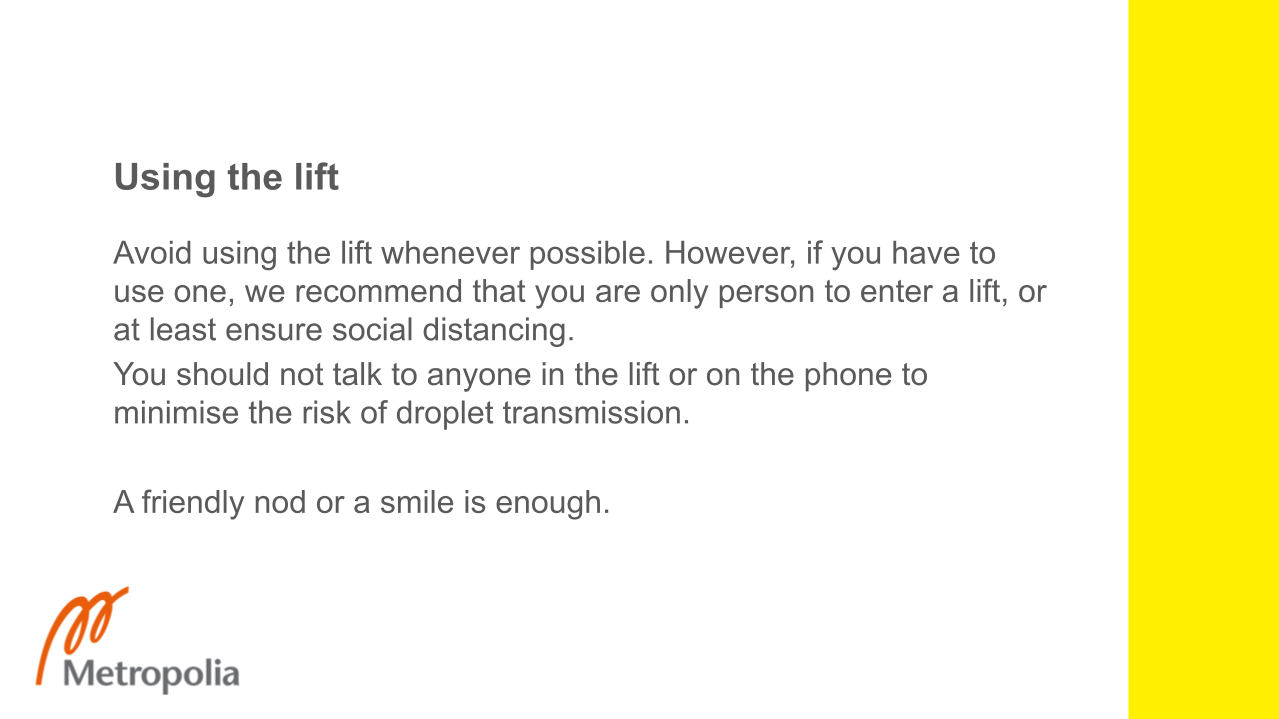 Using the lift
Avoid using the lift whenever possible. However, if you have to
use one, we recommend that you are only person to enter a lift, or
at least ensure social distancing.
You should not talk to anyone in the lift or on the phone to
minimise the risk of droplet transmission.
A friendly nod or a smile is enough.
Metropolia